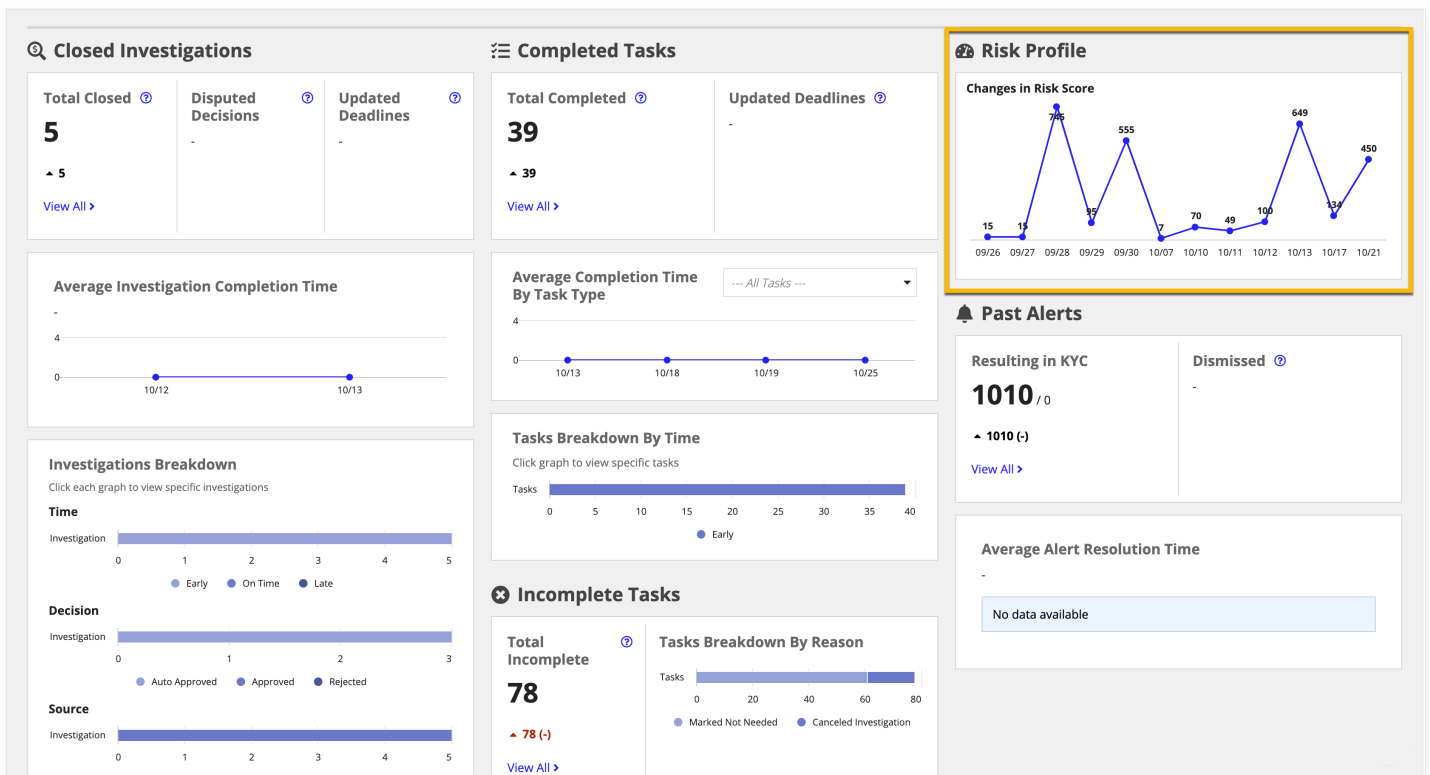 Closed Investigations
Total Closed
5
5
View All
Disputed
Decisions
-
Updated
Deadlines
-
Average Investigation Completion Time
-
4
0
10/12 10/13
Investigations Breakdown
Click each graph to view specific investigations
Time
Investigation
0 1 2 3 4 5
Early On Time Late
Decision
Investigation
0 1 2 3
Auto Approved Approved Rejected
Source
Investigation
0 1 2 3 4 5
Completed Tasks
Total Completed
39
39
View All
Updated Deadlines
-
Average Completion Time
By Task Type
--- All Tasks ---
4
0
10/13 10/18 10/19 10/25
Tasks Breakdown By Time
Click graph to view specific tasks
Tasks
0 5 10 15 20 25 30 35 40
Early
Incomplete Tasks
Total
Incomplete
78
78 (-)
View All
Tasks Breakdown By Reason
Tasks
0 20 40 60 80
Marked Not Needed Canceled Investigation
Risk Profile
Changes in Risk Score
15 15 745 95 555 7 70 49 100 649 134 450
09/26 09/27 09/28 09/29 09/30 10/07 10/10 10/11 10/12 10/13 10/17 10/21
Past Alerts
Resulting in KYC
1010 / 0
1010 (-)
View All
Dismissed
-
Average Alert Resolution Time
-
No data available